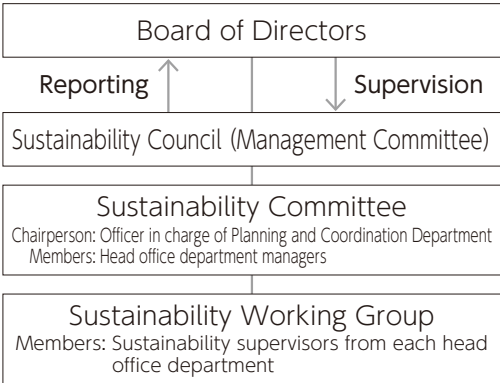 Board of Directors
Reporting
Supervision
Sustainability Council (Management Committee)
Sustainability Committee
Chairperson: Officer in charge of Planning and Coordination Department
Members: Head office department managers
Sustainability Working Group
Members: Sustainability supervisors from each head
office department